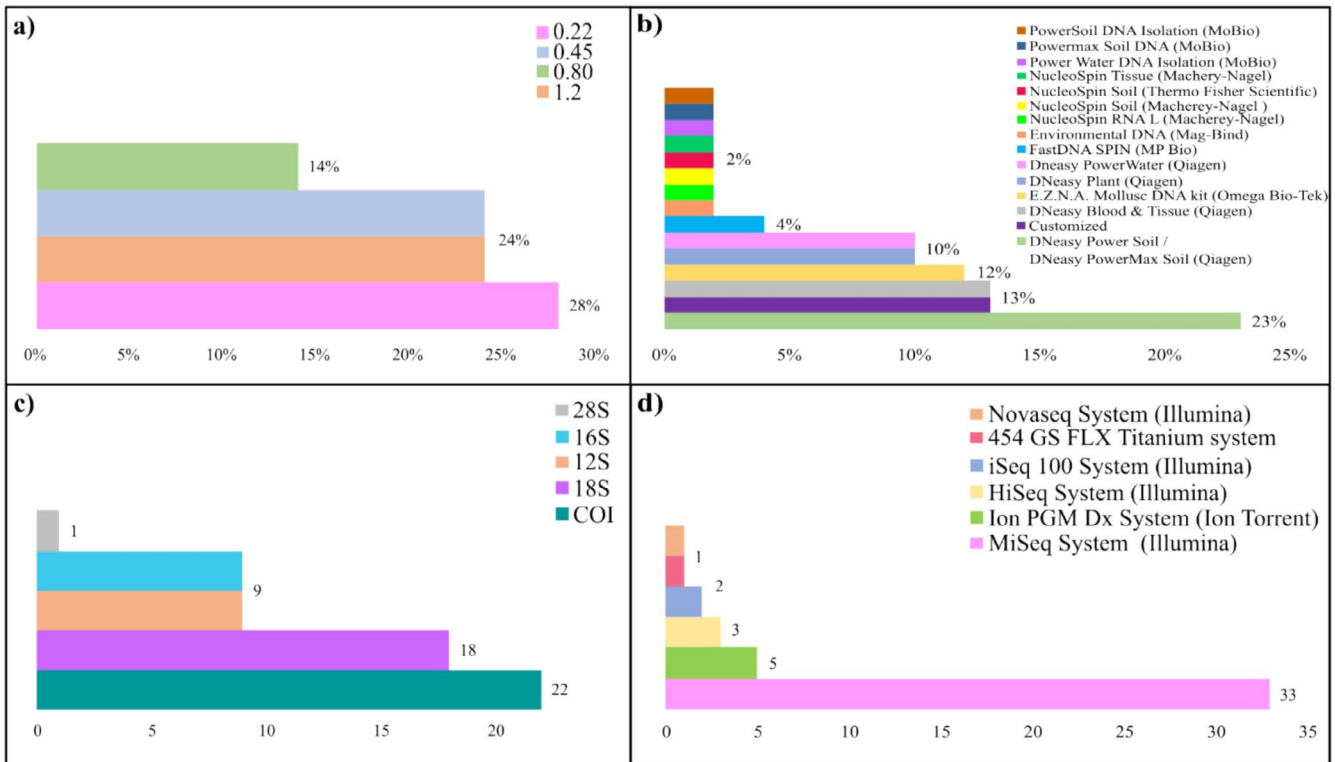 a)
0.22
0.45
0.80
1.2
14%
24%
28%
0%
5%
10%
15%
20%
25%
30%
b)
PowerSoil DNA Isolation (MoBio)
Powermax Soil DNA (MoBio)
Power Water DNA Isolation (MoBio)
NucleoSpin Tissue (Machery-Nagel)
NucleoSpin Soil (Thermo Fisher Scientific)
NucleoSpin Soil (Macherey-Nagel )
NucleoSpin RNA L (Macherey-Nagel)
Environmental DNA (Mag-Bind)
FastDNA SPIN (MP Bio)
Dneasy PowerWater (Qiagen)
DNeasy Plant (Qiagen)
E.Z.N.A. Mollusc DNA kit (Omega Bio-Tek)
DNeasy Blood & Tissue (Qiagen)
Customized
DNeasy Power Soil /
DNeasy PowerMax Soil (Qiagen)
2%
4%
10%
12%
13%
23%
0%
5%
10%
15%
20%
25%
c)
28S
16S
12S
18S
COI
1
9
18
22
0
5
10
15
20
d)
Novaseq System (Illumina)
454 GS FLX Titanium system
iSeq 100 System (Illumina)
HiSeq System (Illumina)
Ion PGM Dx System (Ion Torrent)
MiSeq System (Illumina)
1
2
3
5
33
0
5
10
15
20
25
30
35